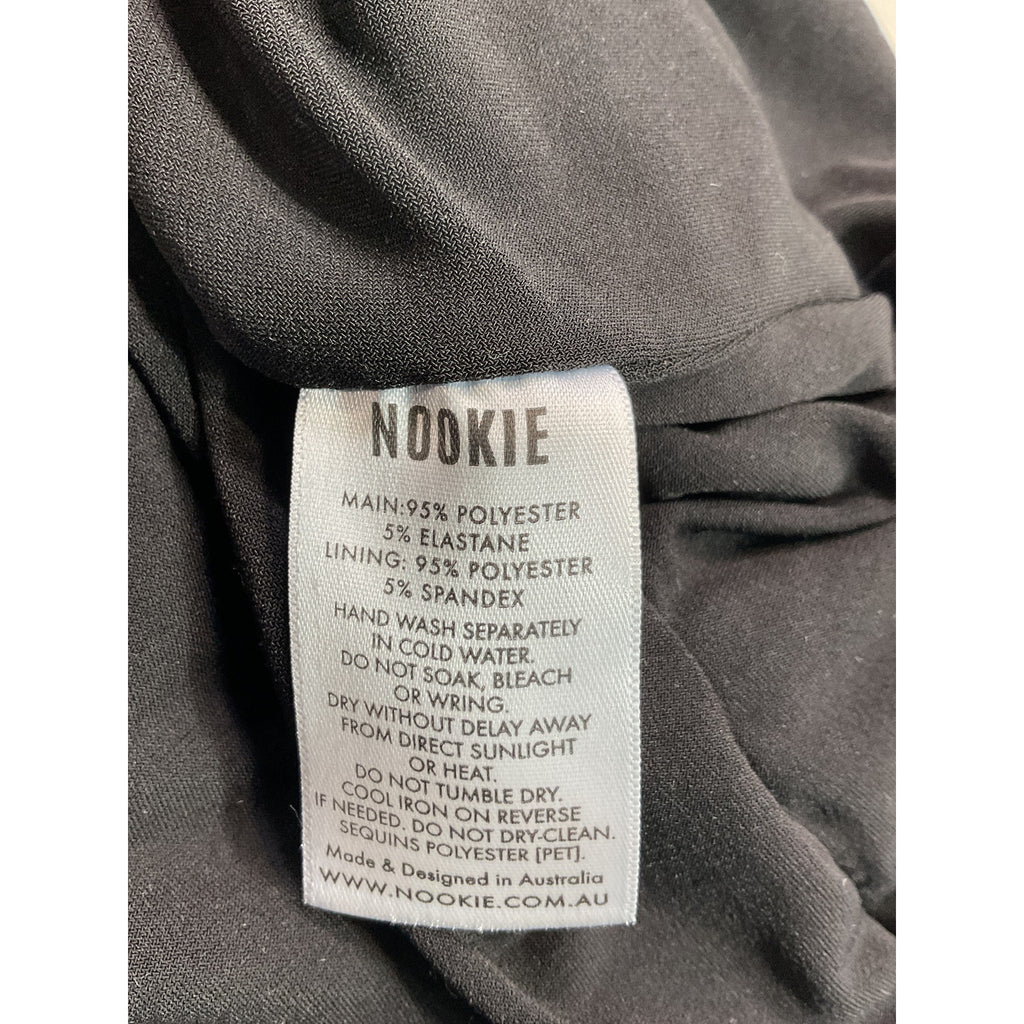 NOOKIE
MAIN:95% POLYESTER
5% ELASTANE
LINING: 95% POLYESTER
5% SPANDEX
HAND WASH SEPARATELY
IN COLD WATER.
DO NOT SOAK, BLEACH
OR WRING.
DRY WITHOUT DELAY AWAY
FROM DIRECT SUNLIGHT
OR HEAT.
DO NOT TUMBLE DRY.
COOL IRON ON REVERSE
IF NEEDED, DO NOT DRY-CLEAN.
SEQUINS POLYESTER [PET].
Made & Designed in Australia
WWW.NOOKIE.COM.AU